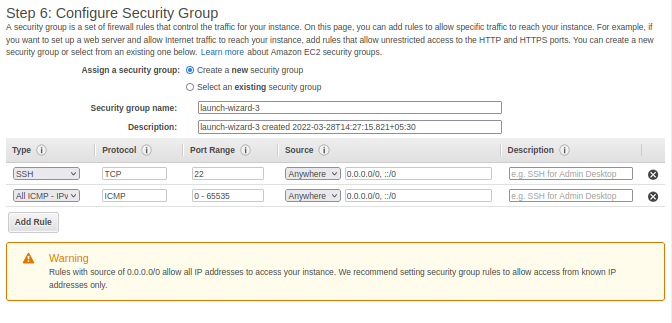 Step 6: Configure Security Group
A security group is a set of firewall rules that control the traffic for your instance. On this page, you can add rules to allow specific traffic to reach your instance. For example, if
you want to set up a web server and allow Internet traffic to reach your instance, add rules that allow unrestricted access to the HTTP and HTTPS ports. You can create a new
security group or select from an existing one below. Learn more about Amazon EC2 security groups.
Assign a security group: Create a new security group
Select an existing security group
Security group name: launch-wizard-3
Description: launch-wizard-3 created 2022-03-28T14:27:15.821+05:30
Type i Protocol i Port Range i Source i Description i
SSH TCP 22 Anywhere 0.0.0.0/0, ::/0 e.g. SSH for Admin Desktop
All ICMP - IPv ICMP 0 - 65535 Anywhere 0.0.0.0/0, ::/0 e.g. SSH for Admin Desktop
Add Rule
Warning
Rules with source of 0.0.0.0/0 allow all IP addresses to access your instance. We recommend setting security group rules to allow access from known IP
addresses only.